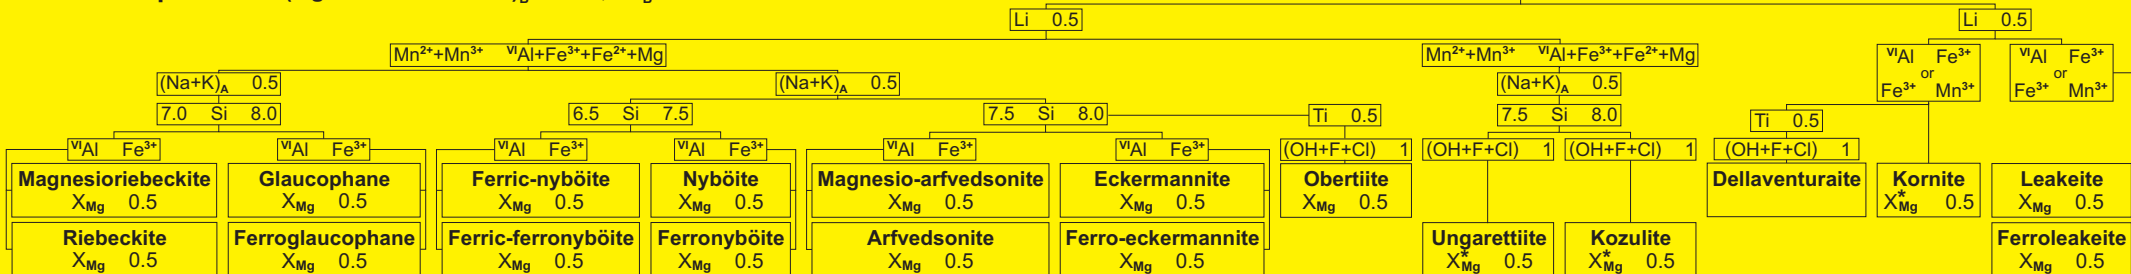 Li 0.5
Li 0.5
Mn²⁺+Mn³⁺ ⱽᴵAl+Fe³⁺+Fe²⁺+Mg
Mn²⁺+Mn³⁺ ⱽᴵAl+Fe³⁺+Fe²⁺+Mg
ⱽᴵAl Fe³⁺
or
Fe³⁺ Mn³⁺
ⱽᴵAl Fe³⁺
or
Fe³⁺ Mn³⁺
(Na+K)A 0.5
(Na+K)A 0.5
(Na+K)A 0.5
7.0 Si 8.0
6.5 Si 7.5
7.5 Si 8.0
Ti 0.5
7.5 Si 8.0
Ti 0.5
ⱽᴵAl Fe³⁺
ⱽᴵAl Fe³⁺
ⱽᴵAl Fe³⁺
ⱽᴵAl Fe³⁺
ⱽᴵAl Fe³⁺
ⱽᴵAl Fe³⁺
(OH+F+Cl) 1
(OH+F+Cl) 1
(OH+F+Cl) 1
(OH+F+Cl) 1
Magnesioriebeckite
XMg 0.5
Glaucophane
XMg 0.5
Ferric-nyböite
XMg 0.5
Nyböite
XMg 0.5
Magnesio-arfvedsonite
XMg 0.5
Eckermannite
XMg 0.5
Obertiite
XMg 0.5
Dellaventuraite
Kornite
X*Mg 0.5
Leakeite
XMg 0.5
Riebeckite
XMg 0.5
Ferroglaucophane
XMg 0.5
Ferric-ferronyböite
XMg 0.5
Ferronyböite
XMg 0.5
Arfvedsonite
XMg 0.5
Ferro-eckermannite
XMg 0.5
Ungarettiite
X*Mg 0.5
Kozulite
X*Mg 0.5
Ferroleakeite
XMg 0.5